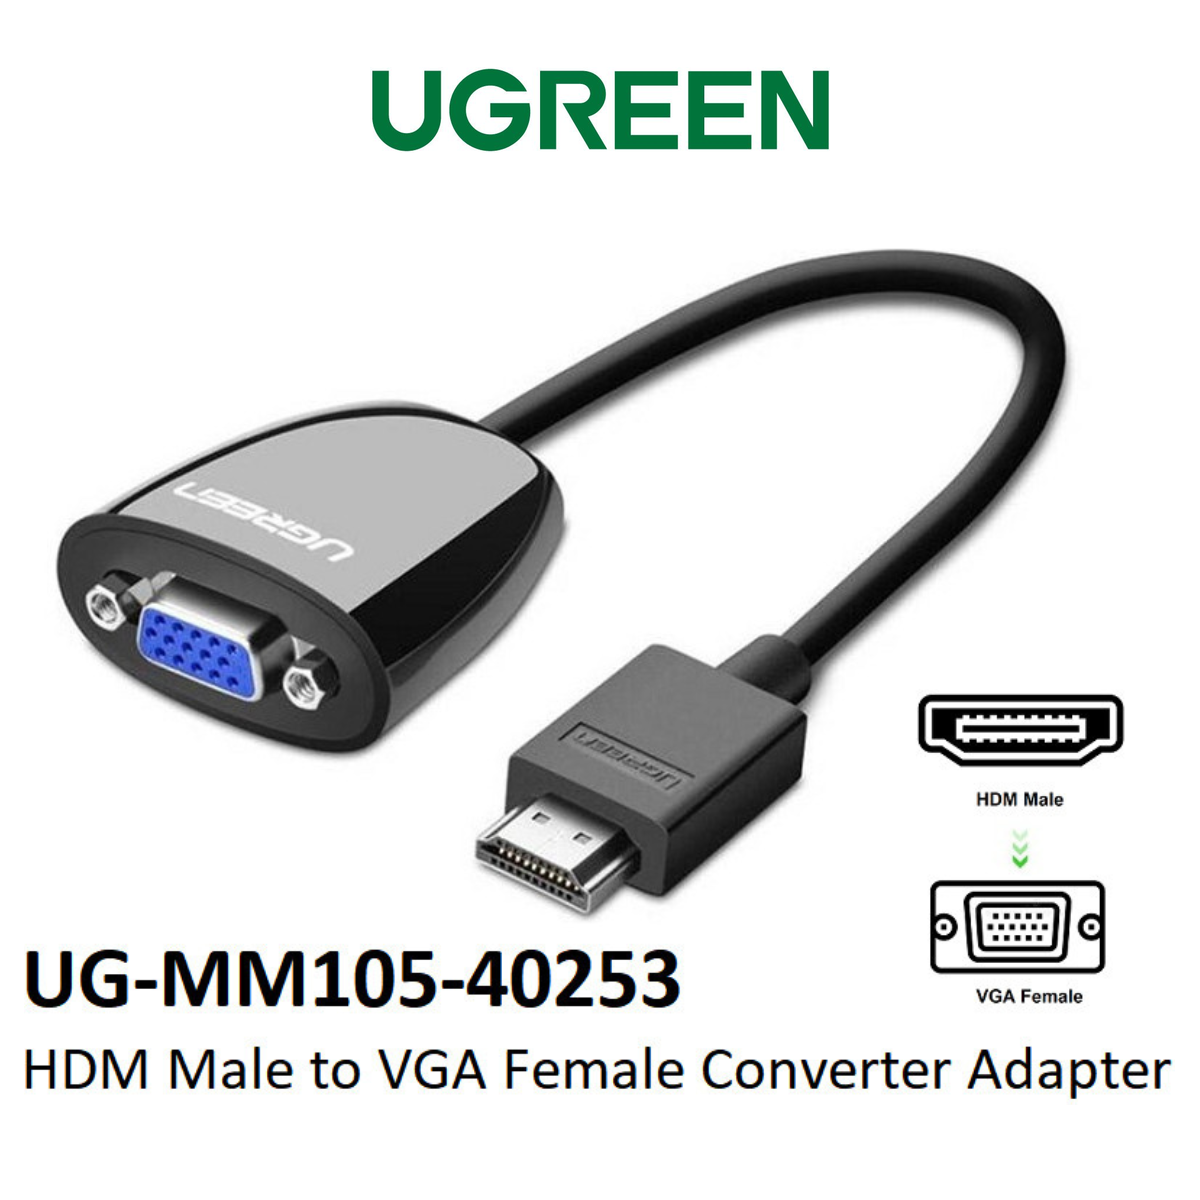 UGREEN
UGREEN
UGREEN
HDM Male
VGA Female
UG-MM105-40253
HDM Male to VGA Female Converter Adapter